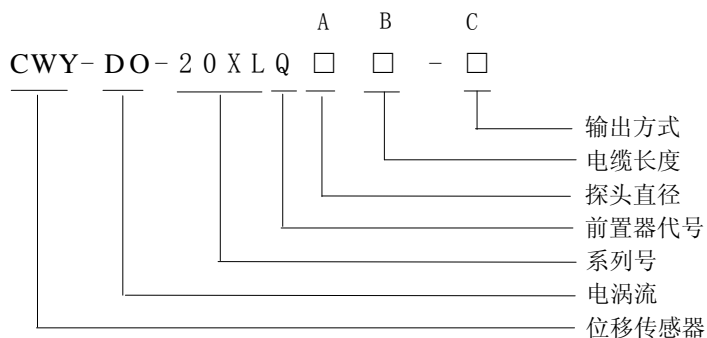 A B C
CWY-DO-20XLQ□□-□
输出方式
电缆长度
探头直径
前置器代号
系列号
电涡流
位移传感器